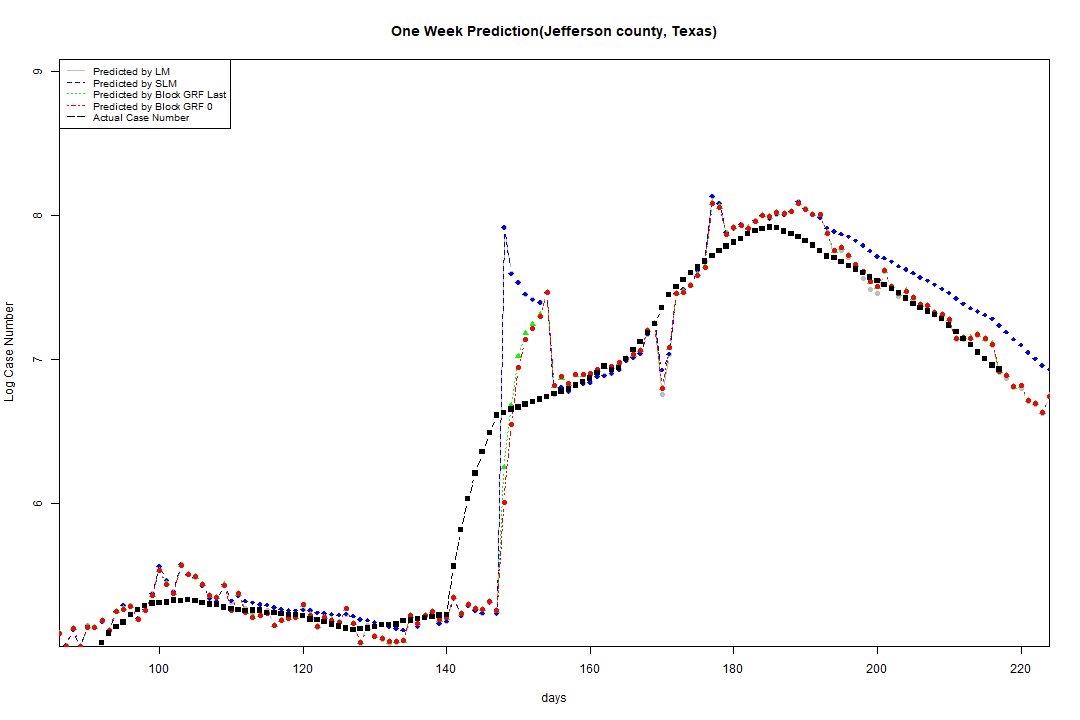 One Week Prediction(Jefferson county, Texas)
Predicted by LM
Predicted by SLM
Predicted by Block GRF Last
Predicted by Block GRF 0
Actual Case Number
9
8
7
6
Log Case Number
100 120 140 160 180 200 220
days